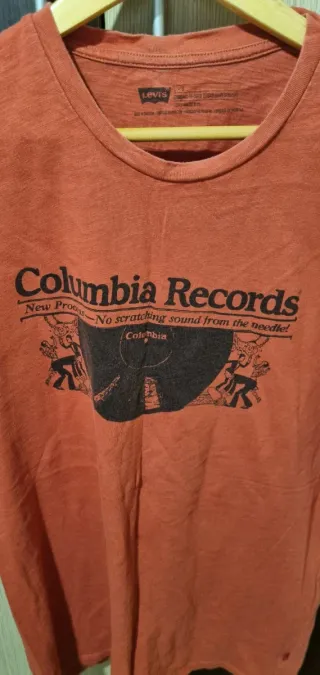 Levi's
Columbia Records
New Process—No scratching sound from the needle!
Columbia